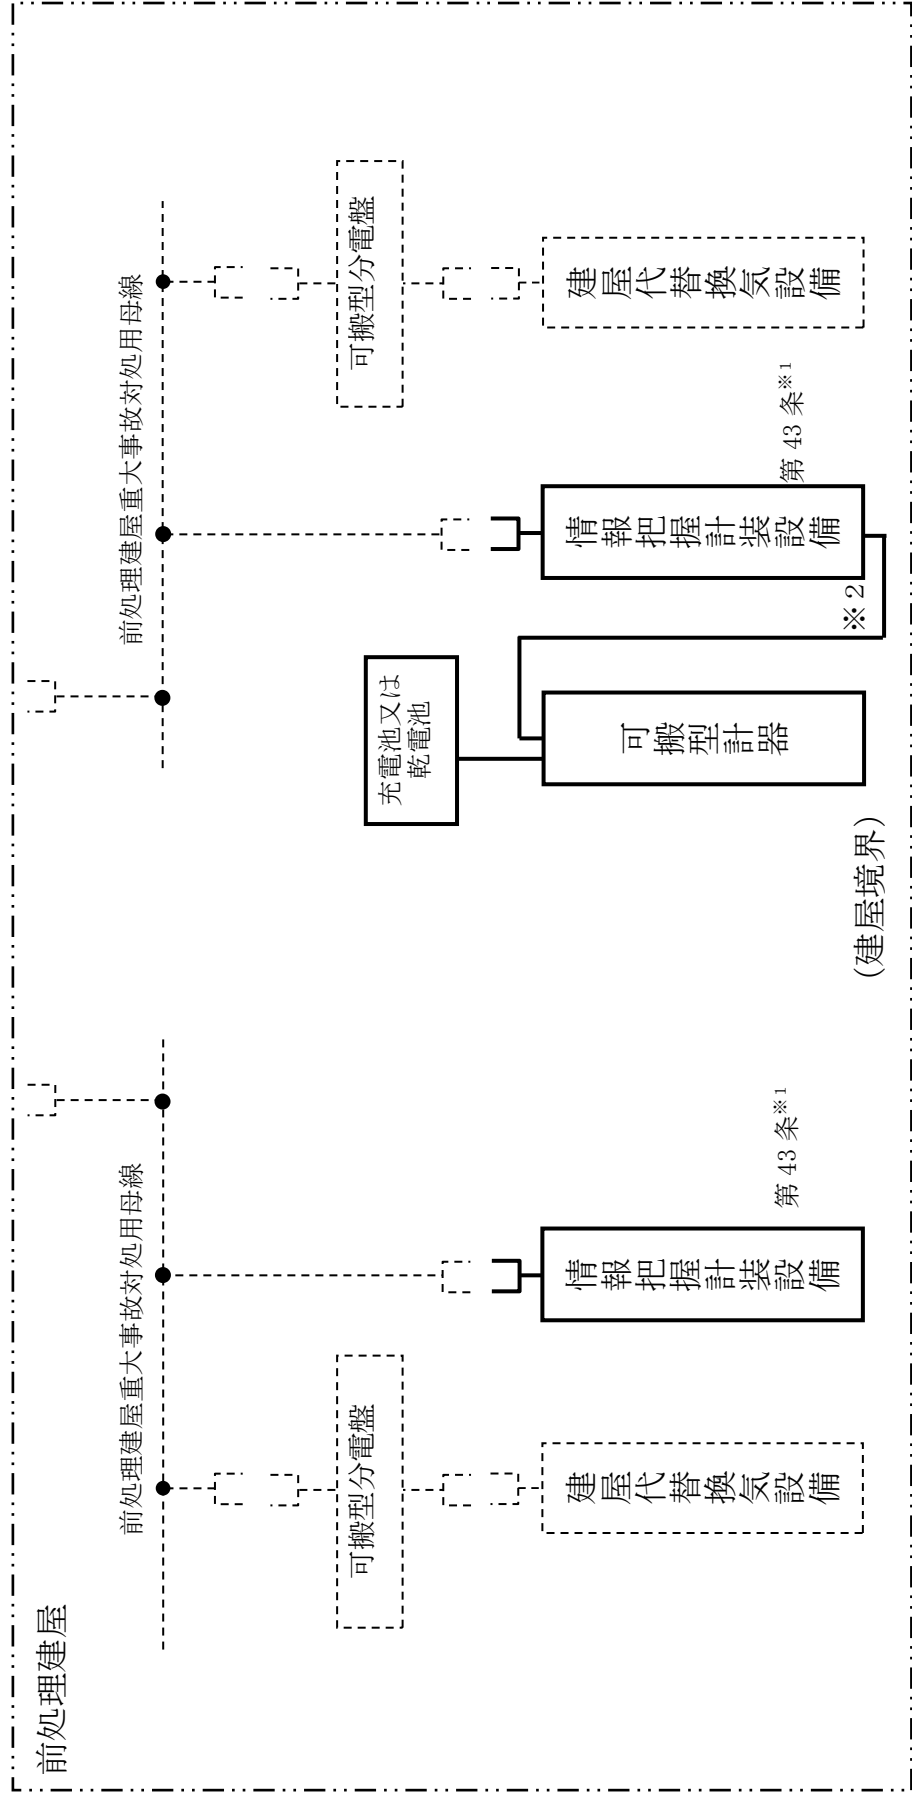 前処理建屋
前処理建屋重大事故対処用母線
前処理建屋重大事故対処用母線
可搬型分電盤
充電池又は
乾電池
可搬型分電盤
建屋代替換気設備
情報把握計装設備
第 43 条※1
可搬型計器
※2
情報把握計装設備
第 43 条※1
建屋代替換気設備
(建屋境界)